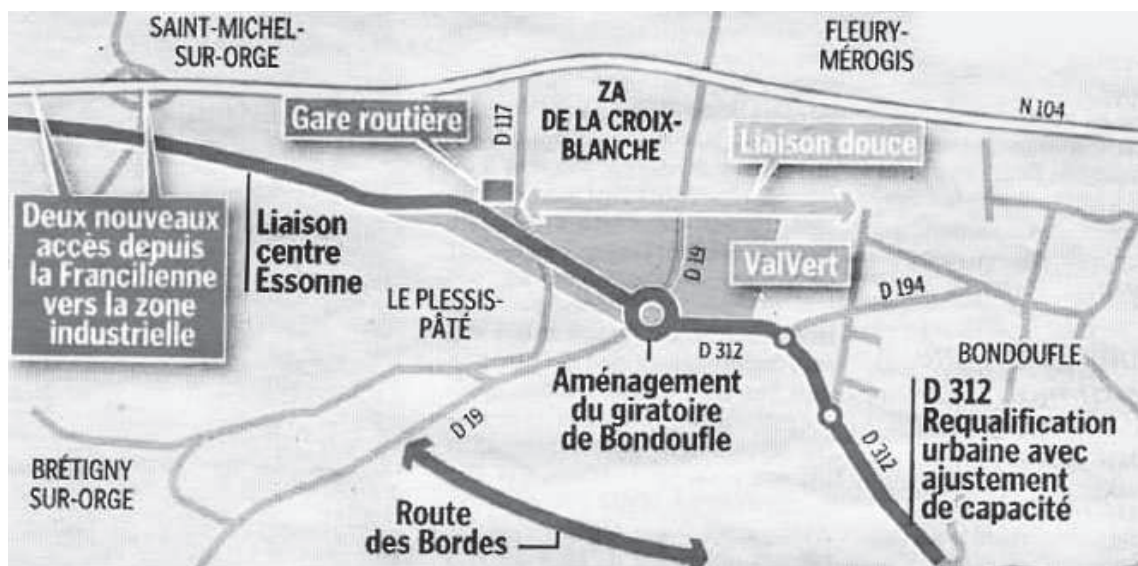 SAINT-MICHEL-
SUR-ORGE
FLEURY-
MÉROGIS
N 104
Gare routière
D 117
ZA
DE LA CROIX-
BLANCHE
Liaison douce
Deux nouveaux
accès depuis
la Francilienne
vers la zone
industrielle
Liaison
centre
Essonne
D 19
ValVert
D 194
LE PLESSIS-
PÂTÉ
D 312
BONDOUFLE
Aménagement
du giratoire
de Bondoufle
D 312
Requalification
urbaine avec
ajustement
de capacité
D 19
D 312
BRÉTIGNY
SUR-ORGE
Route
des Bordes